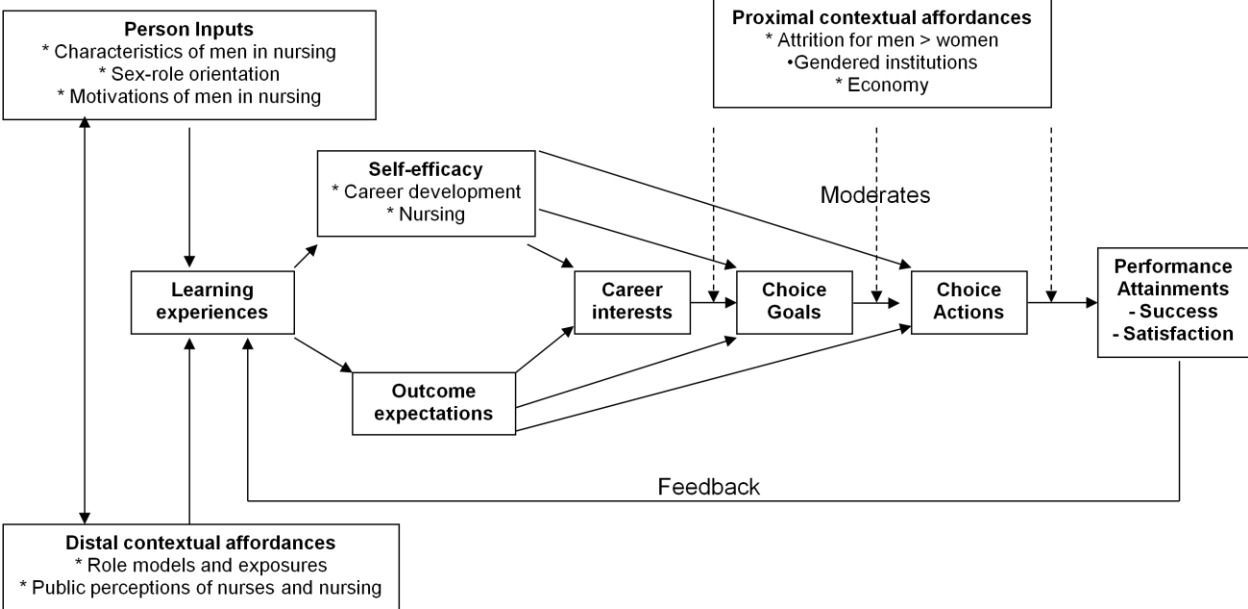 Person Inputs
* Characteristics of men in nursing
* Sex-role orientation
* Motivations of men in nursing
Proximal contextual affordances
* Attrition for men > women
•Gendered institutions
* Economy
Self-efficacy
* Career development
* Nursing
Moderates
Learning
experiences
Career
interests
Choice
Goals
Choice
Actions
Performance
Attainments
- Success
- Satisfaction
Outcome
expectations
Feedback
Distal contextual affordances
* Role models and exposures
* Public perceptions of nurses and nursing